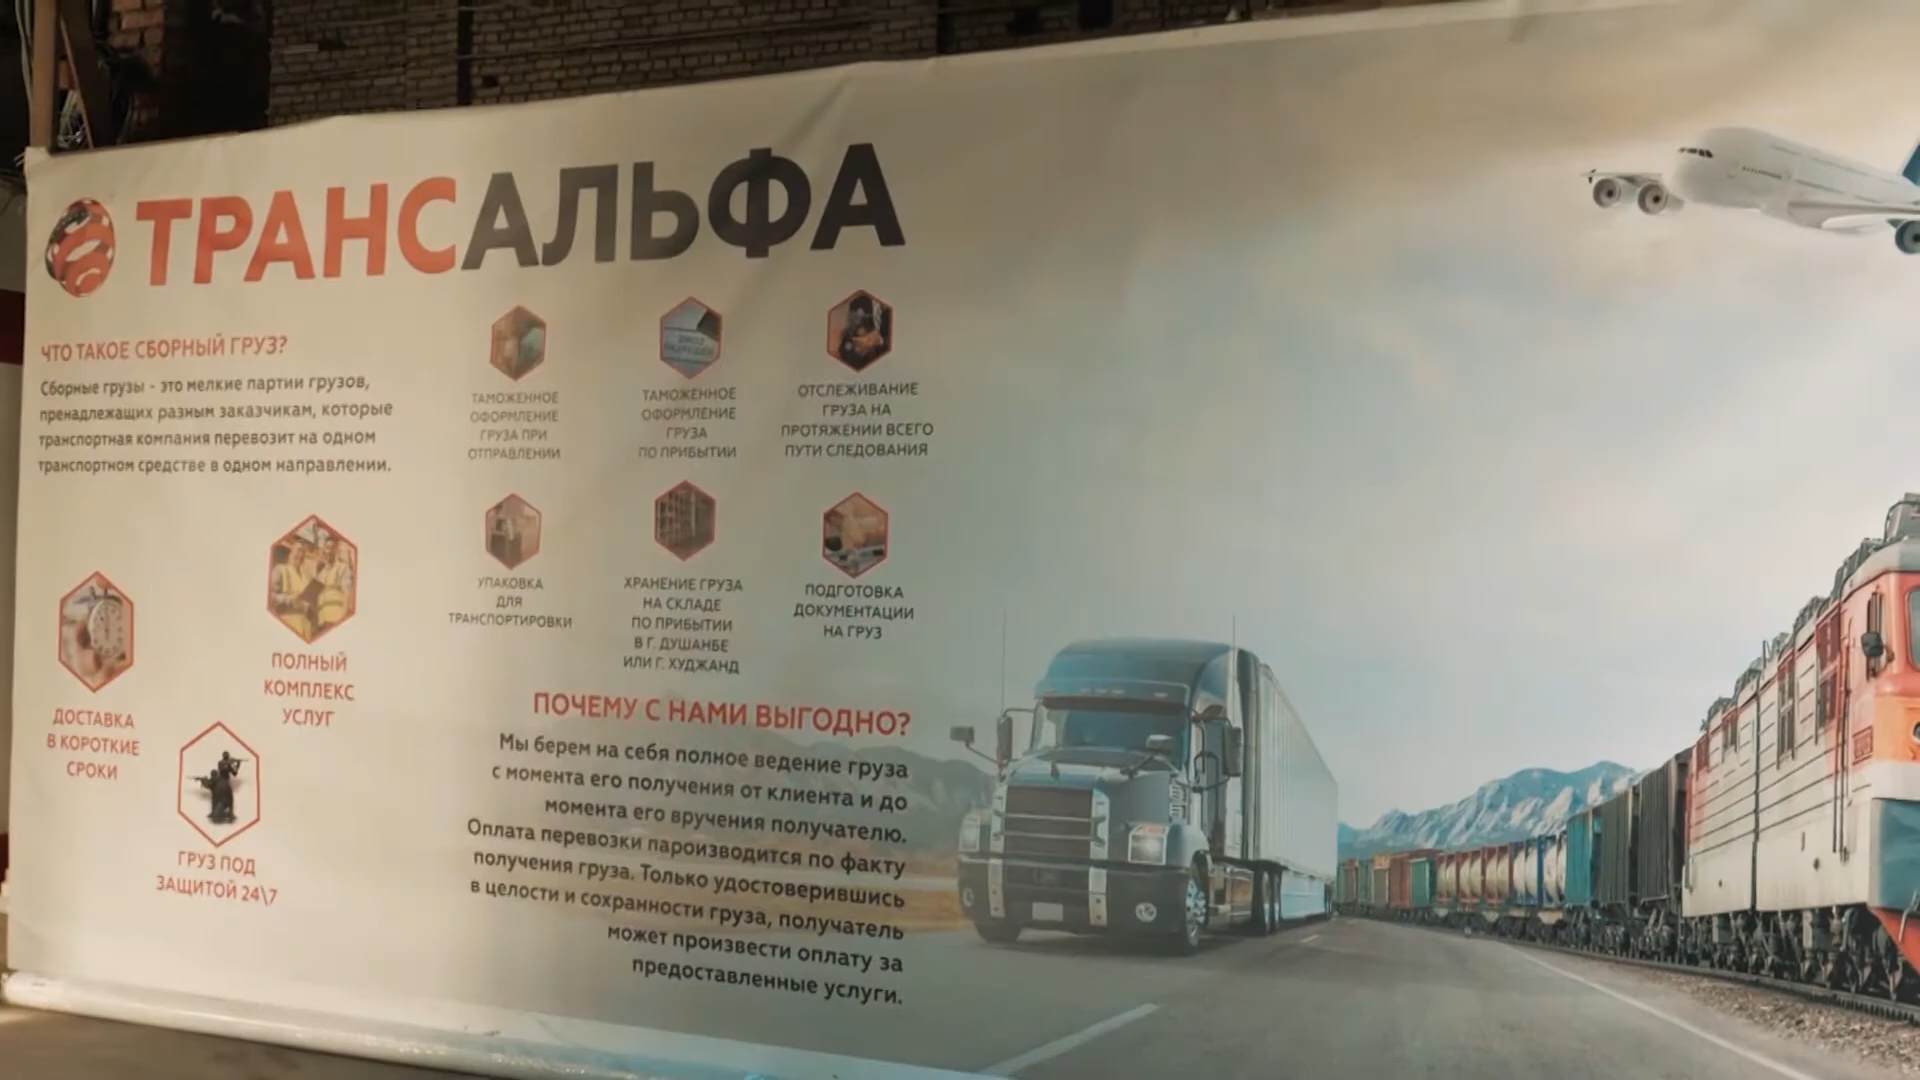 ТРАНСАЛЬФА
ЧТО ТАКОЕ СБОРНЫЙ ГРУЗ?
Сборные грузы - это мелкие партии грузов,
пренадлежащих разным заказчикам, которые
транспортная компания перевозит на одном
транспортном средстве в одном направлении.
ДОСТАВКА
В КОРОТКИЕ
СРОКИ
ПОЛНЫЙ
КОМПЛЕКС
УСЛУГ
ГРУЗ ПОД
ЗАЩИТОЙ 24\7
ТАМОЖЕННОЕ
ОФОРМЛЕНИЕ
ГРУЗА ПРИ
ОТПРАВЛЕНИИ
ТАМОЖЕННОЕ
ОФОРМЛЕНИЕ
ГРУЗА
ПО ПРИБЫТИИ
ОТСЛЕЖИВАНИЕ
ГРУЗА НА
ПРОТЯЖЕНИИ ВСЕГО
ПУТИ СЛЕДОВАНИЯ
УПАКОВКА
ДЛЯ
ТРАНСПОРТИРОВКИ
ХРАНЕНИЕ ГРУЗА
НА СКЛАДЕ
ПО ПРИБЫТИИ
В Г. ДУШАНБЕ
ИЛИ Г. ХУДЖАНД
ПОДГОТОВКА
ДОКУМЕНТАЦИИ
НА ГРУЗ
ПОЧЕМУ С НАМИ ВЫГОДНО?
Мы берем на себя полное ведение груза
с момента его получения от клиента и до
момента его вручения получателю.
Оплата перевозки пароизводится по факту
получения груза. Только удостоверившись
в целости и сохранности груза, получатель
может произвести оплату за
предоставленные услуги.